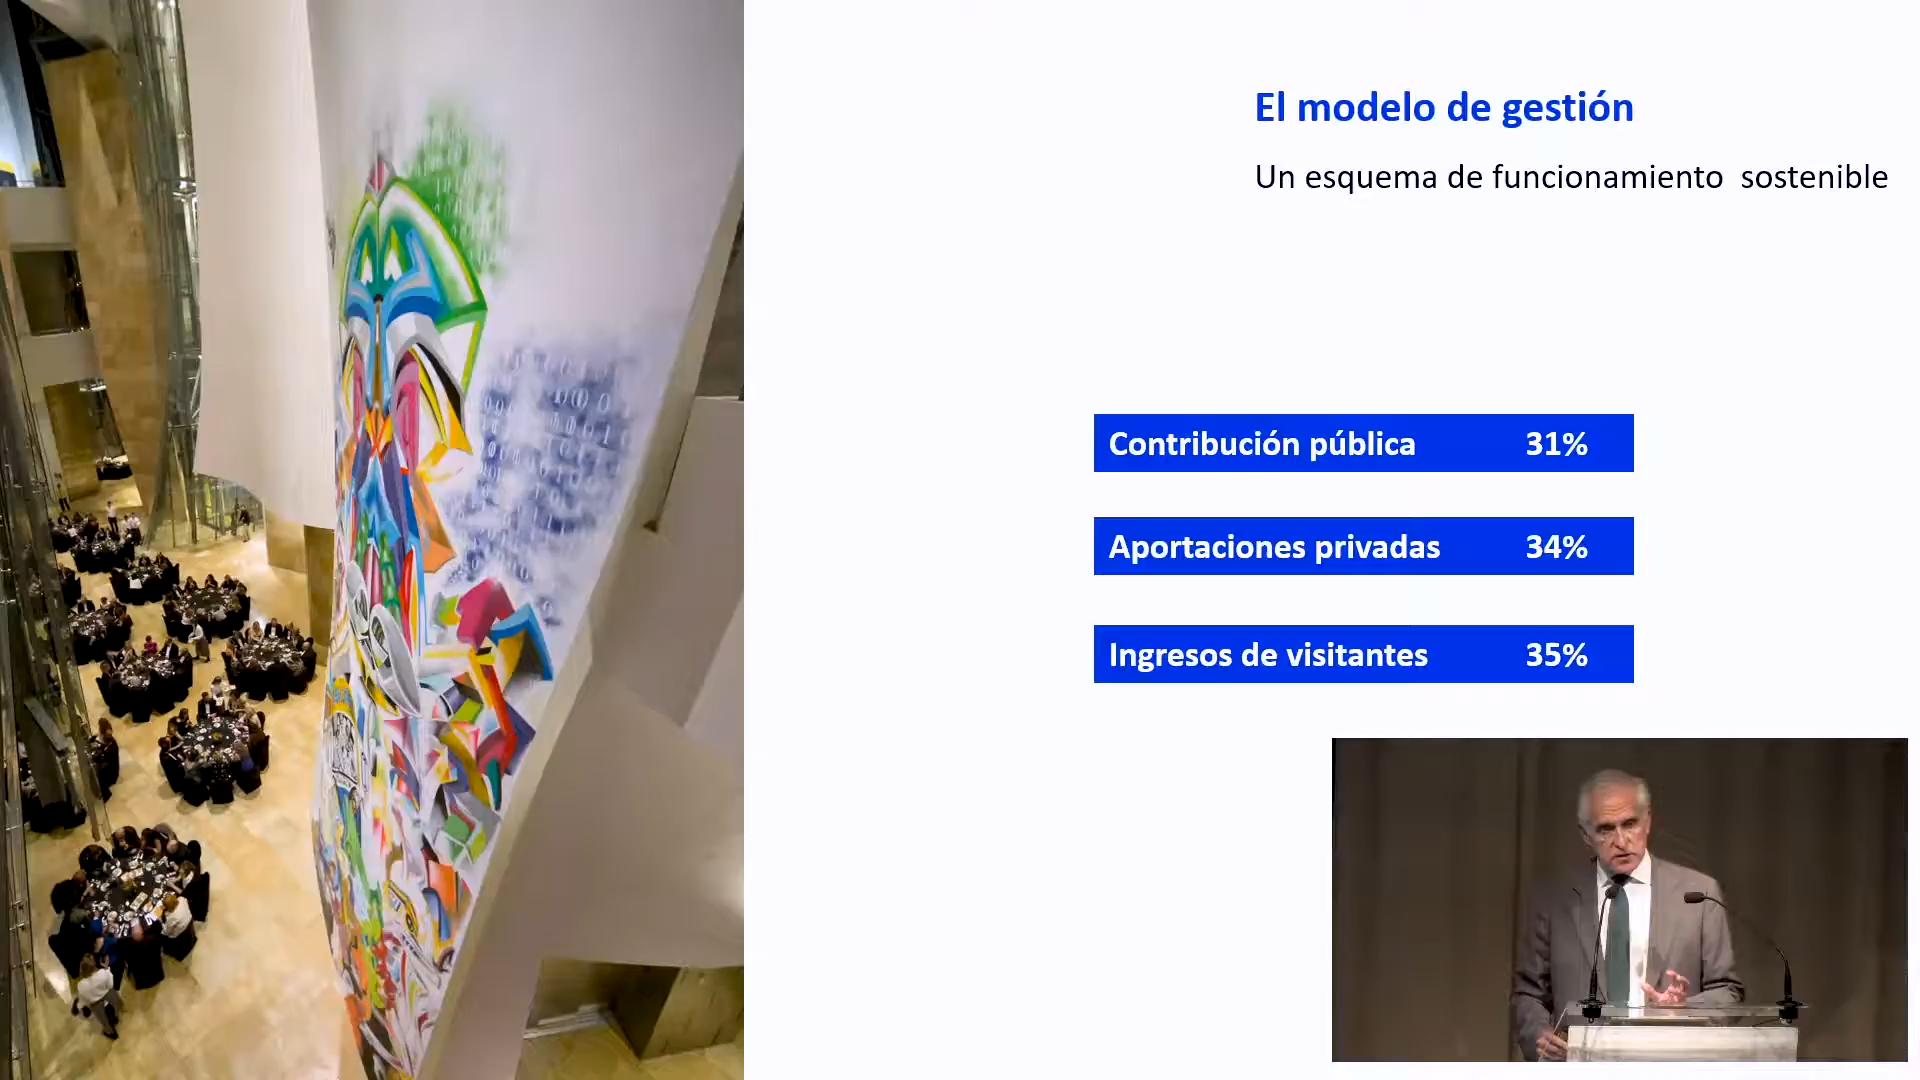 El modelo de gestión
Un esquema de funcionamiento sostenible
Contribución pública 31%
Aportaciones privadas 34%
Ingresos de visitantes 35%